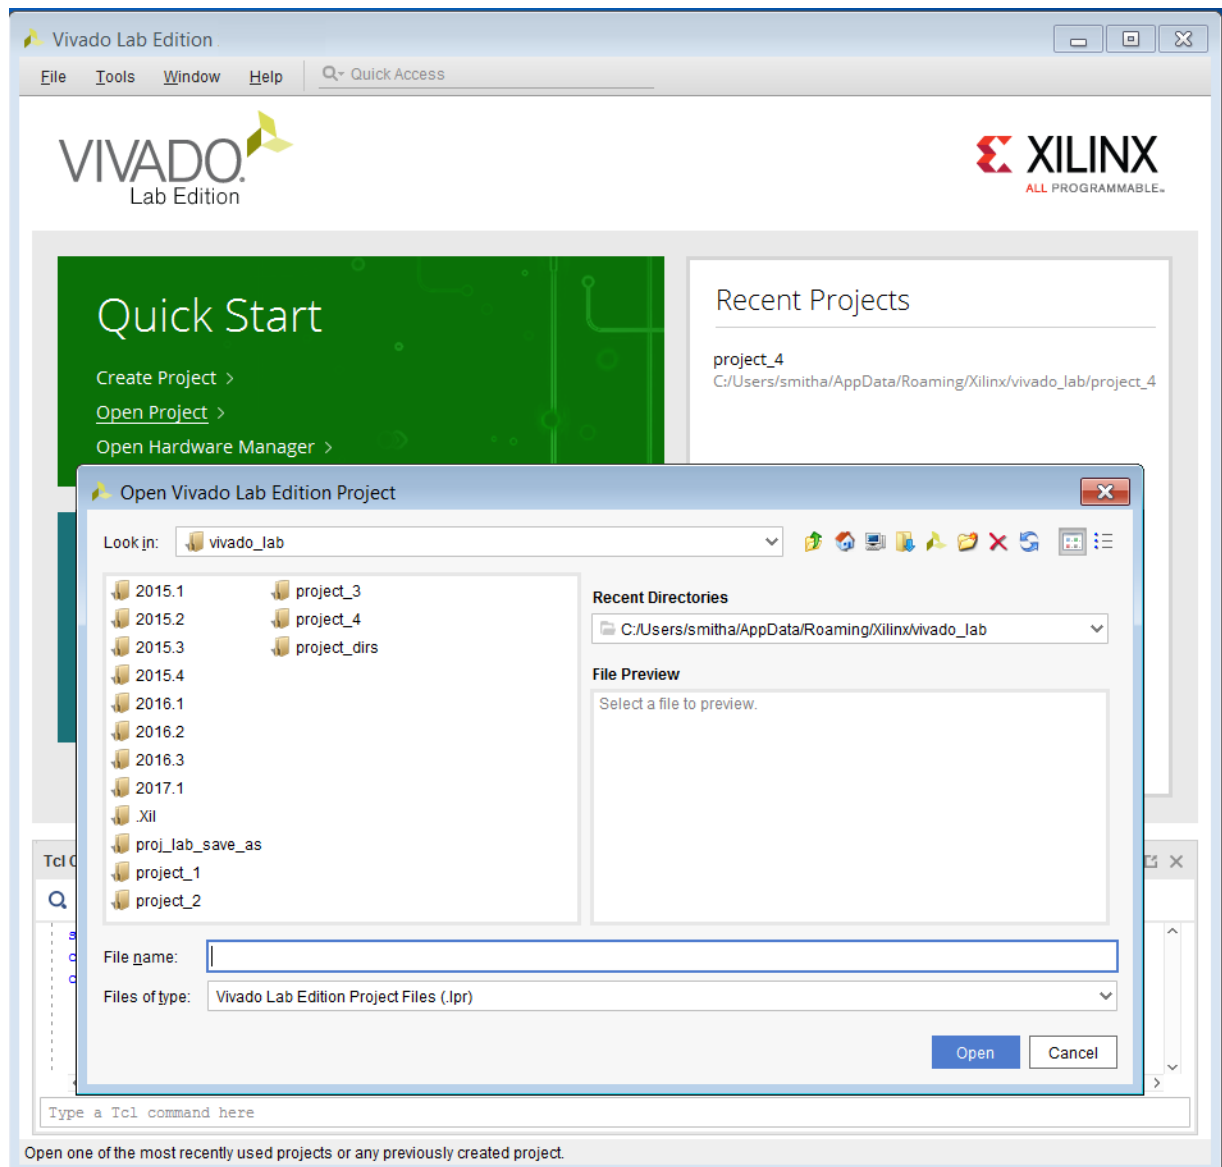 Vivado Lab Edition
File Tools Window Help Quick Access
VIVADO.
Lab Edition
XILINX
ALL PROGRAMMABLE
Quick Start
Create Project >
Open Project >
Open Hardware Manager >
Recent Projects
project_4
C:/Users/smitha/AppData/Roaming/Xilinx/vivado_lab/project_4
Open Vivado Lab Edition Project
Look in: vivado_lab
2015.1
2015.2
2015.3
2015.4
2016.1
2016.2
2016.3
2017.1
.Xil
proj_lab_save_as
project_1
project_2
project_3
project_4
project_dirs
Recent Directories
C:/Users/smitha/AppData/Roaming/Xilinx/vivado_lab
File Preview
Select a file to preview.
Tcl
File name:
Files of type: Vivado Lab Edition Project Files (.lpr)
Open Cancel
Type a Tcl command here
Open one of the most recently used projects or any previously created project.